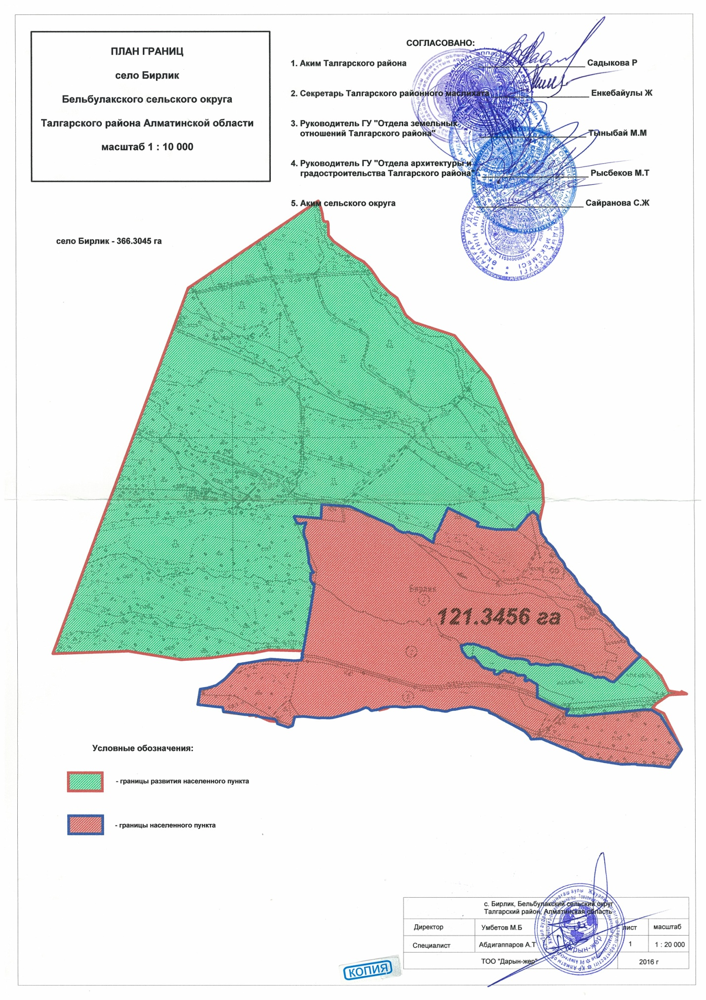 ПЛАН ГРАНИЦ
село Бирлик
Бельбулакского сельского округа
Талгарского района Алматинской области
масштаб 1 : 10 000
СОГЛАСОВАНО:
1. Аким Талгарского района Садыкова Р
2. Секретарь Талгарского районного маслихата Енкебайулы Ж
3. Руководитель ГУ "Отдела земельных
отношений Талгарского района" Тыныбай М.М
4. Руководитель ГУ "Отдела архитектуры и
градостроительства Талгарского района" Рысбеков М.Т
5. Аким сельского округа Сайранова С.Ж
село Бирлик - 366.3045 га
Бирлик
121.3456 га
Условные обозначения:
- границы развития населенного пункта
- границы населенного пункта
с. Бирлик, Бельбулакский сельский округ
Талгарский район, Алматинская область
Директор Умбетов М.Б лист масштаб
Специалист Абдигаппаров А.Т 1 1 : 20 000
ТОО "Дарын-жер" 2016 г
КОПИЯ